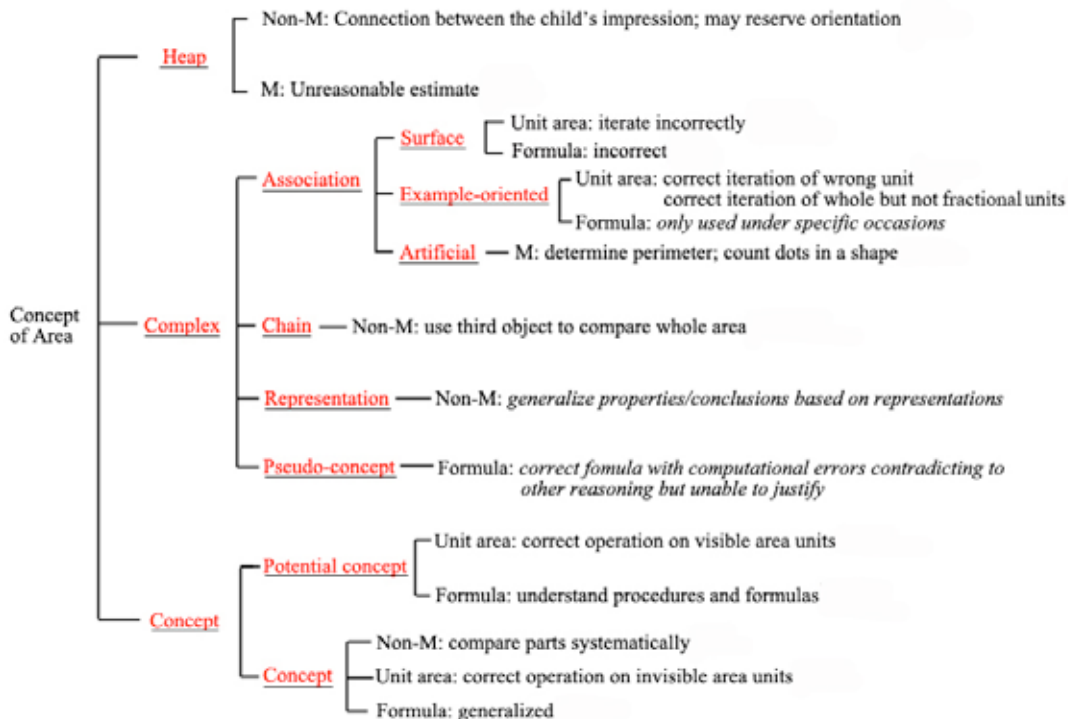 Non-M: Connection between the child's impression; may reserve orientation
Heap
M: Unreasonable estimate
Unit area: iterate incorrectly
Surface
Formula: incorrect
Association
Unit area: correct iteration of wrong unit
correct iteration of whole but not fractional units
Example-oriented
Formula: only used under specific occasions
Artificial
M: determine perimeter; count dots in a shape
Concept
of Area
Complex
Chain
Non-M: use third object to compare whole area
Representation
Non-M: generalize properties/conclusions based on representations
Pseudo-concept
Formula: correct fomula with computational errors contradicting to
other reasoning but unable to justify
Unit area: correct operation on visible area units
Potential concept
Formula: understand procedures and formulas
Concept
Non-M: compare parts systematically
Concept
Unit area: correct operation on invisible area units
Formula: generalized